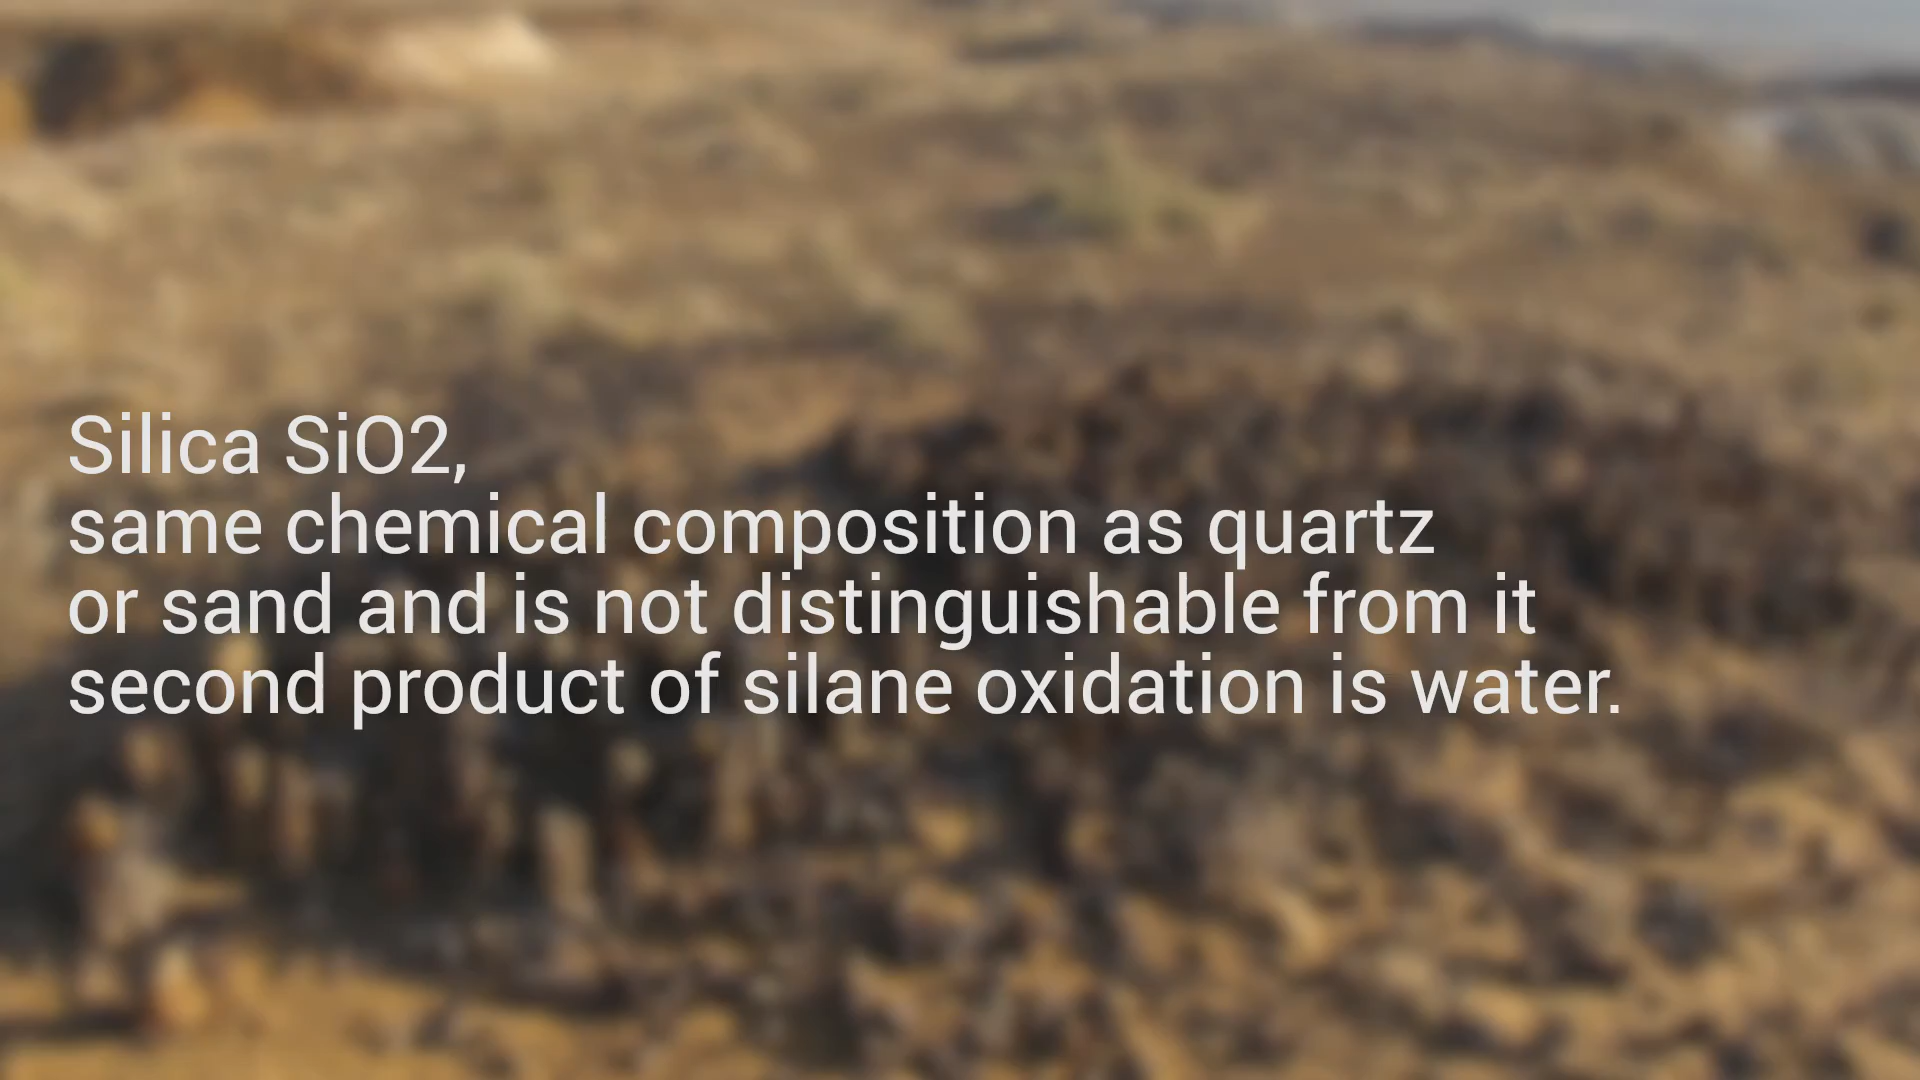 Silica SiO2,
same chemical composition as quartz
or sand and is not distinguishable from it
second product of silane oxidation is water.